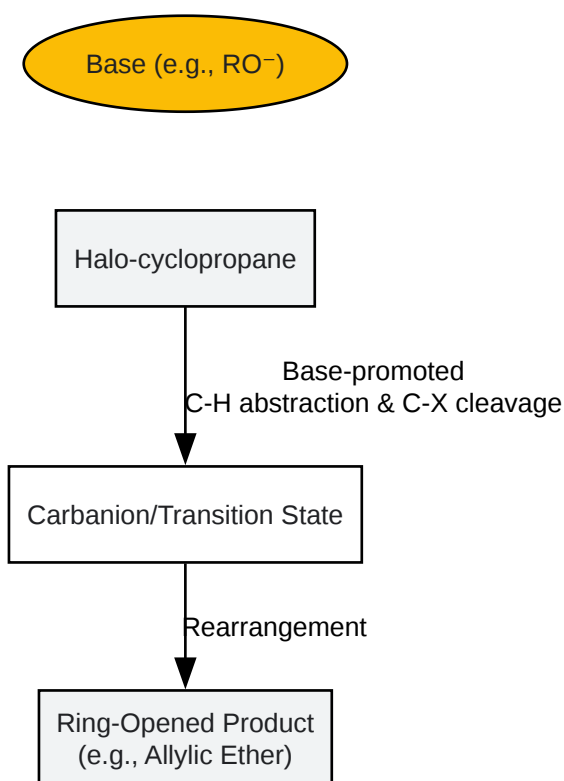 Base (e.g., RO⁻)
Halo-cyclopropane
Base-promoted
C-H abstraction & C-X cleavage
Carbanion/Transition State
Rearrangement
Ring-Opened Product
(e.g., Allylic Ether)